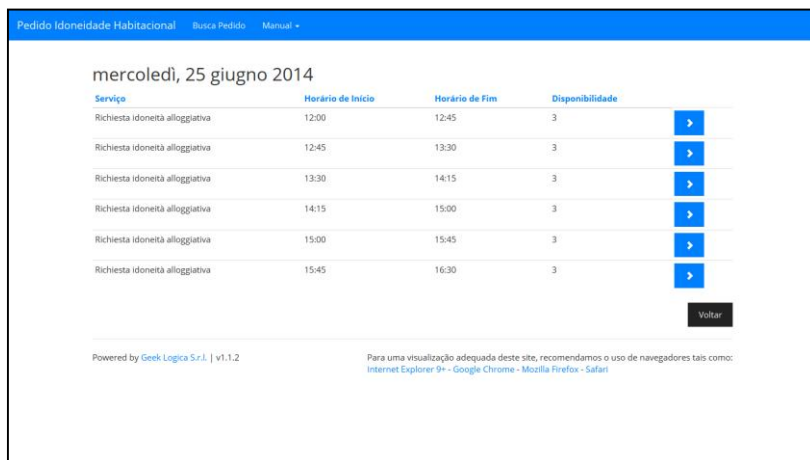 Pedido Idoneidade Habitacional Busca Pedido Manual
mercoledì, 25 giugno 2014
Serviço Horário de Início Horário de Fim Disponibilidade
Richiesta idoneità alloggiativa 12:00 12:45 3
Richiesta idoneità alloggiativa 12:45 13:30 3
Richiesta idoneità alloggiativa 13:30 14:15 3
Richiesta idoneità alloggiativa 14:15 15:00 3
Richiesta idoneità alloggiativa 15:00 15:45 3
Richiesta idoneità alloggiativa 15:45 16:30 3
Voltar
Powered by Geek Logica S.r.l. | v1.1.2 Para uma visualização adequada deste site, recomendamos o uso de navegadores tais como:
Internet Explorer 9+ - Google Chrome - Mozilla Firefox - Safari